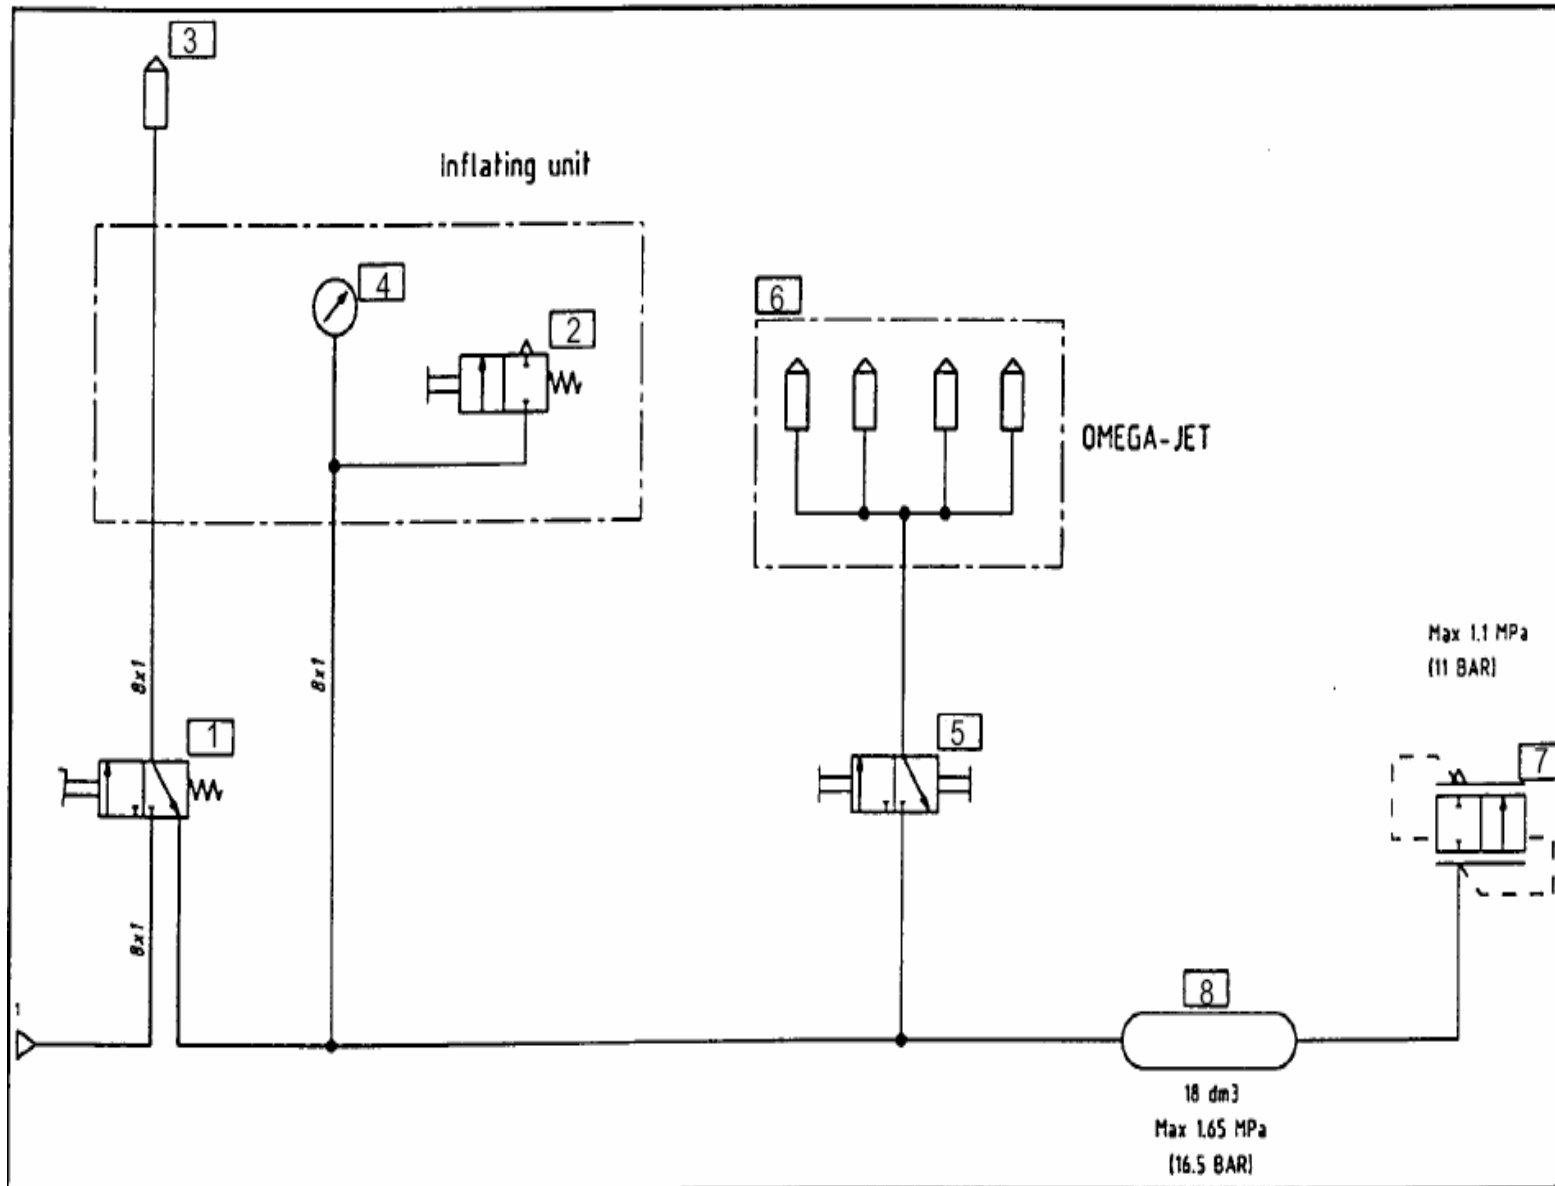 3
Inflating unit
4
2
6
OMEGA-JET
8x1
8x1
Max 1.1 MPa
(11 BAR)
1
5
7
8x1
1
8
18 dm3
Max 1.65 MPa
(16.5 BAR)